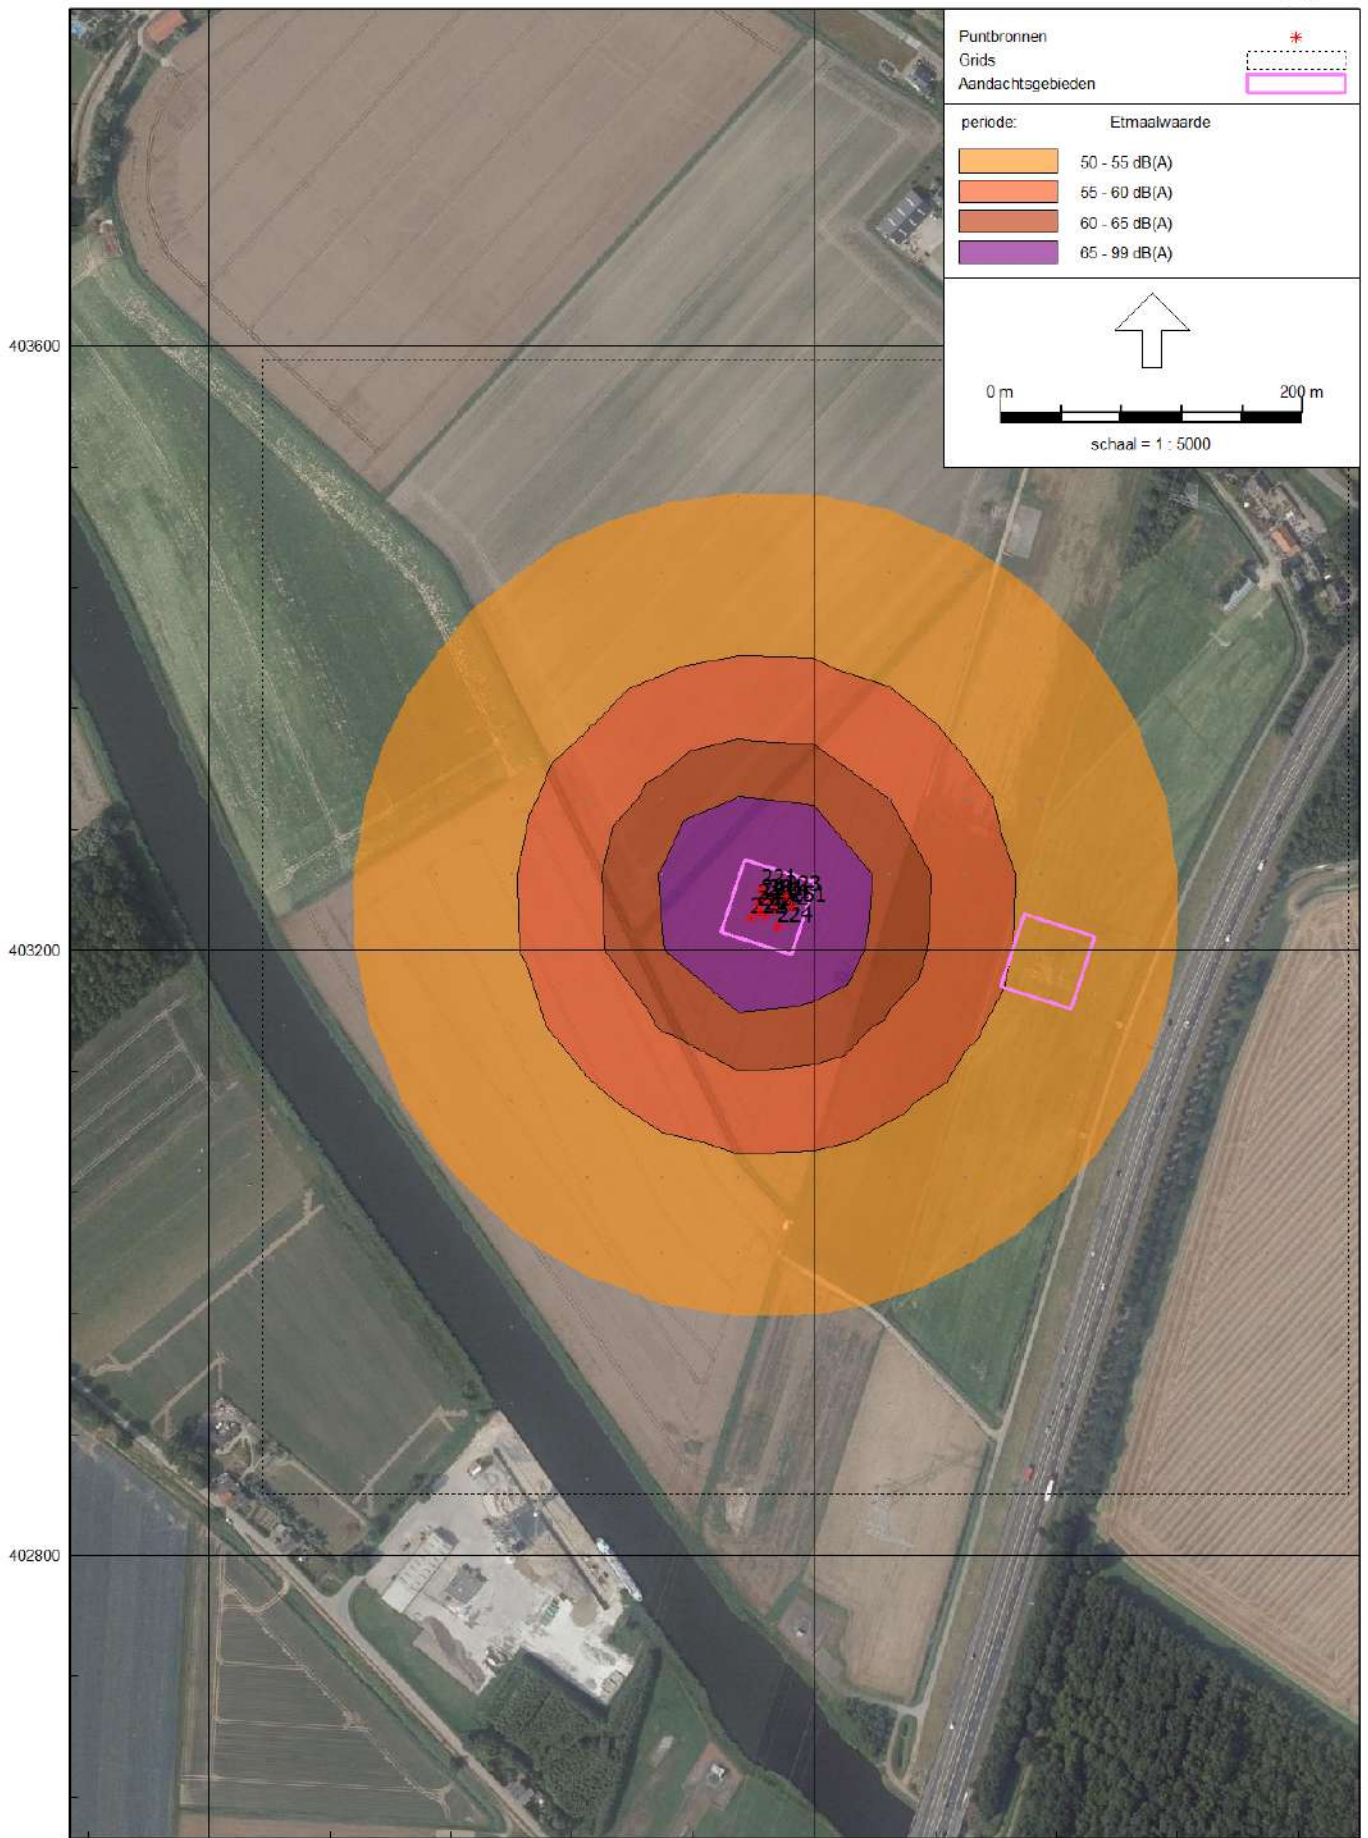 Puntbronnen
Grids
Aandachtsgebieden
periode: Etmaalwaarde
50 - 55 dB(A)
55 - 60 dB(A)
60 - 65 dB(A)
65 - 99 dB(A)
0 m 200 m
schaal = 1 : 5000
403600
221
224
403200
402800